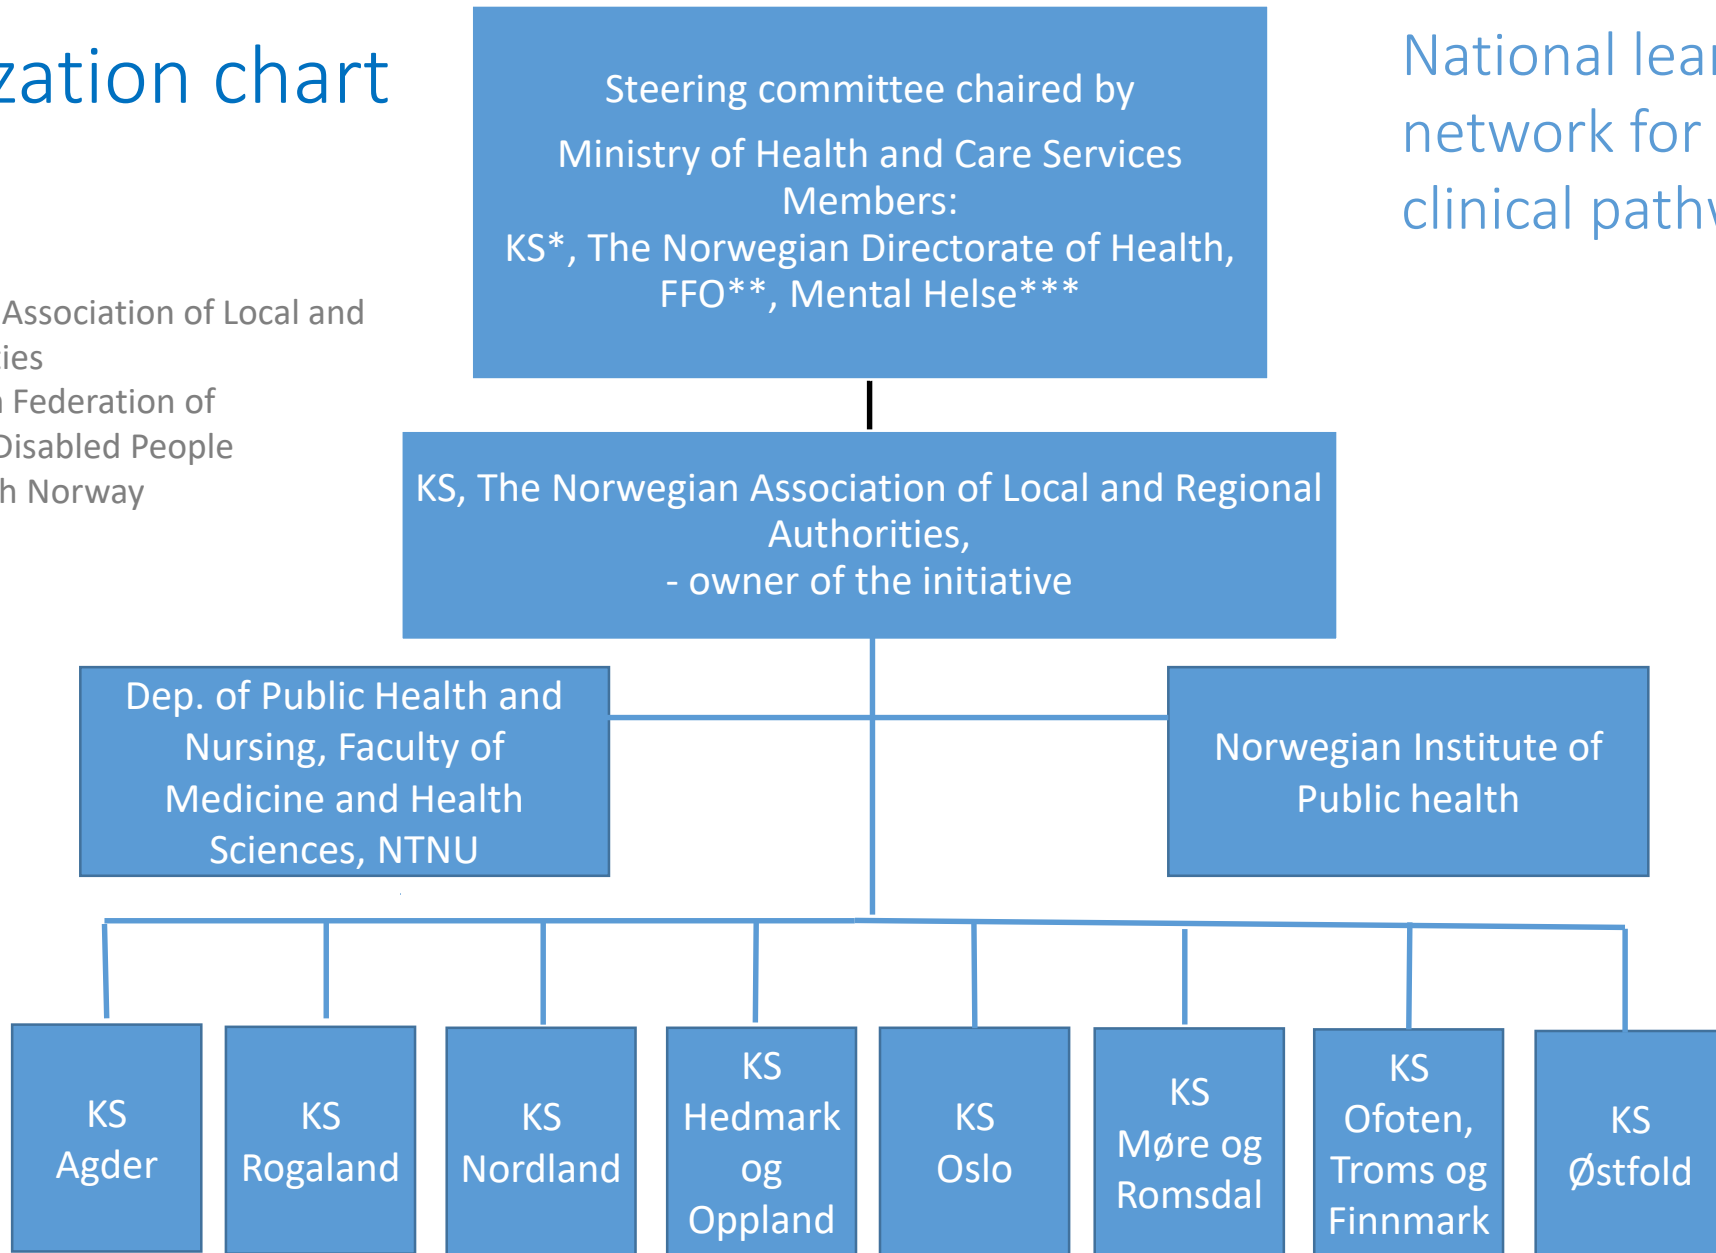 zation chart
Steering committee chaired by
Ministry of Health and Care Services
Members:
KS*, The Norwegian Directorate of Health,
FFO**, Mental Helse***
National lear
network for
clinical pathw
Association of Local and
ties
n Federation of
Disabled People
th Norway
KS, The Norwegian Association of Local and Regional
Authorities,
- owner of the initiative
Dep. of Public Health and
Nursing, Faculty of
Medicine and Health
Sciences, NTNU
Norwegian Institute of
Public health
KS
Agder
KS
Rogaland
KS
Nordland
KS
Hedmark
og
Oppland
KS
Oslo
KS
Møre og
Romsdal
KS
Ofoten,
Troms og
Finnmark
KS
Østfold